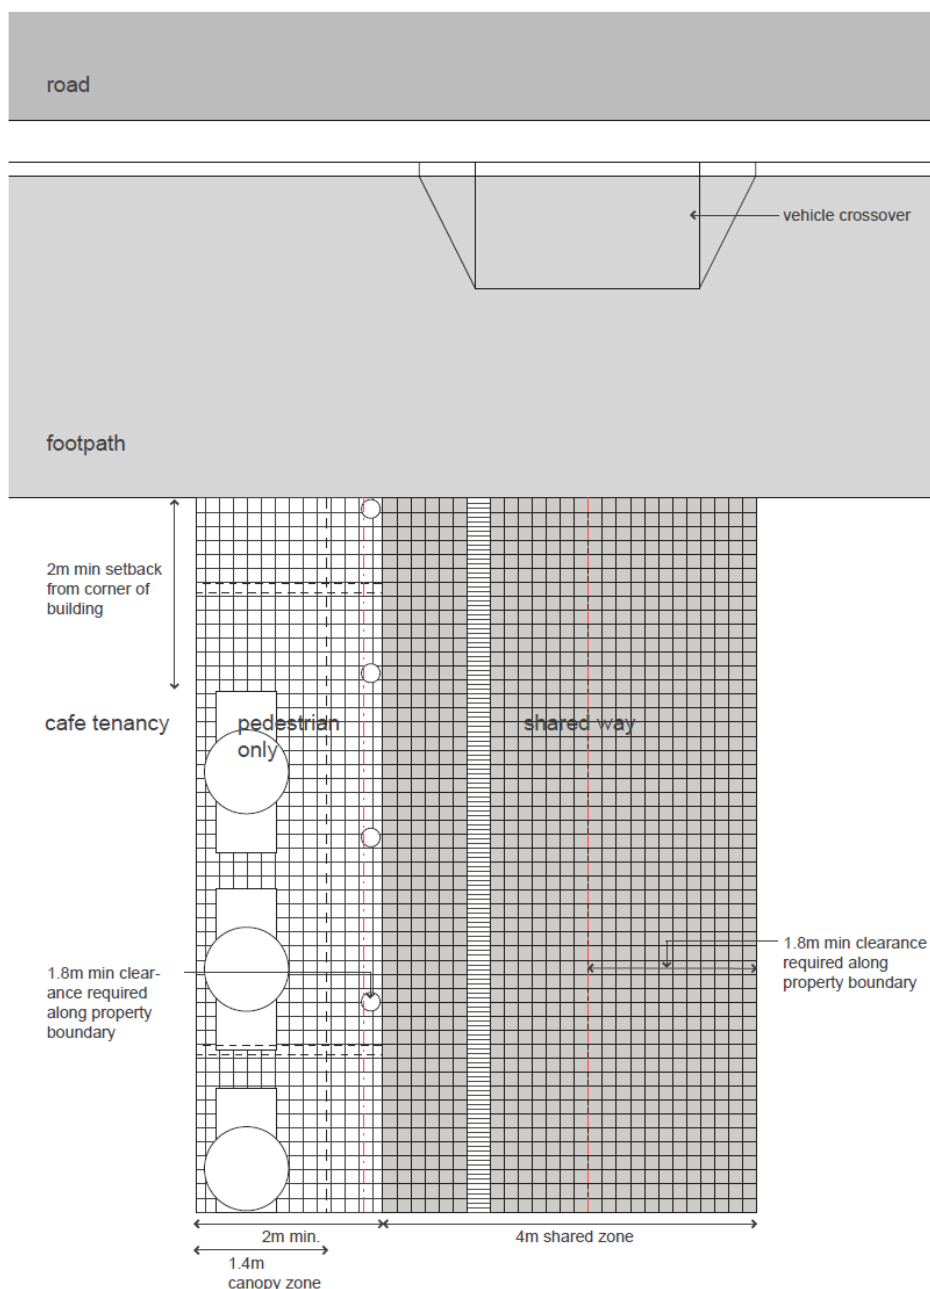 road
vehicle crossover
footpath
2m min setback
from corner of
building
cafe tenancy
pedestrian
only
shared way
1.8m min clear-
ance required
along property
boundary
1.8m min clearance
required along
property boundary
2m min.
4m shared zone
1.4m
canopy zone